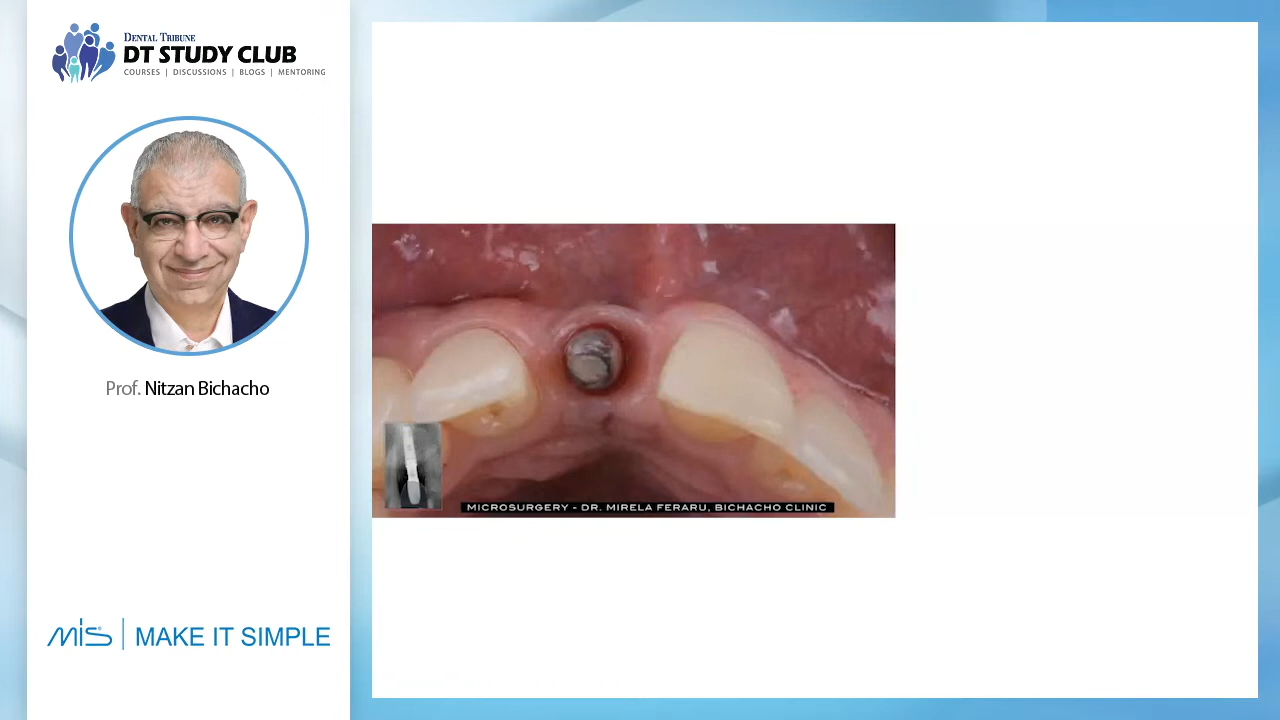 DENTAL TRIBUNE
DT STUDY CLUB
COURSES | DISCUSSIONS | BLOGS | MENTORING
Prof. Nitzan Bichacho
MICROSURGERY - DR. MIRELA FERARU, BICHACHO CLINIC
mis® | MAKE IT SIMPLE